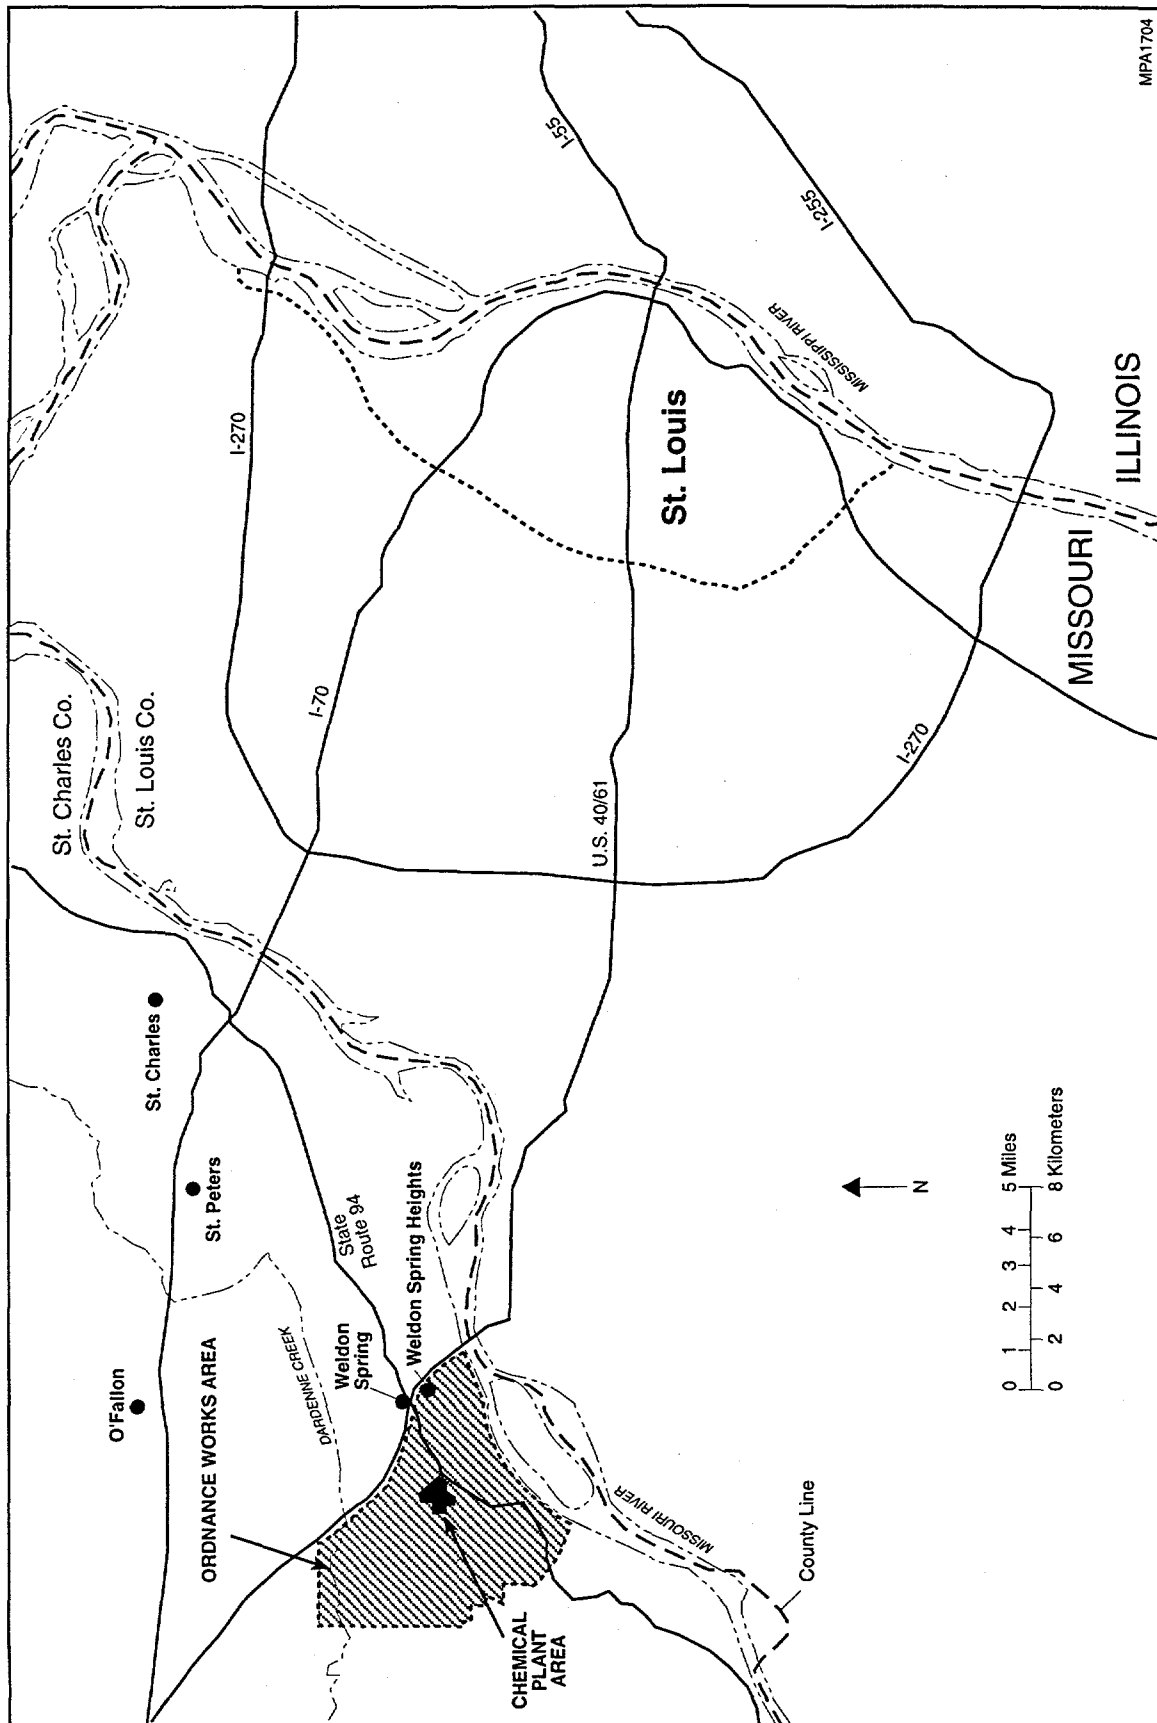 St. Charles Co.
St. Louis Co.
O'Fallon
St. Peters
St. Charles
I-270
I-70
ORDNANCE WORKS AREA
DARDENNE CREEK
State
Route 94
Weldon
Spring
Weldon Spring Heights
CHEMICAL
PLANT
AREA
MISSOURI RIVER
County Line
U.S. 40/61
St. Louis
I-55
I-255
MISSISSIPPI RIVER
I-270
MISSOURI
ILLINOIS
N
0 1 2 3 4 5 Miles
0 2 4 6 8 Kilometers
MPA1704